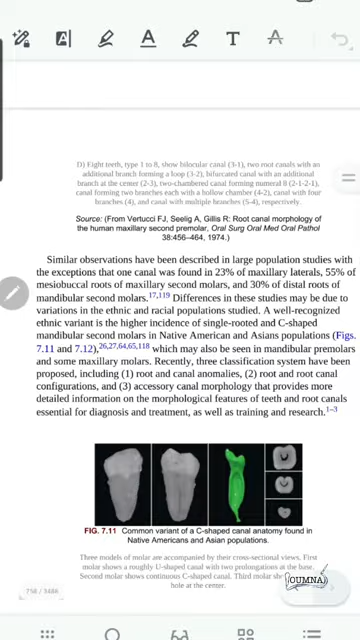 A
A
T
A
D) Eight teeth, type 1 to 8, show bilocular canal (3-1), two root canals with an
additional branch forming a loop (3-2); bifurcated canal with an additional
branch at the center (2-3), two-chambered canal forming numeral 8 (2-1-2-1),
canal forming two branches each with a hollow chamber (4-2), canal with four
branches (4), and canal with multiple branches (5-4), respectively.
Source: (From Vertucci FJ, Seelig A, Gillis R: Root canal morphology of
the human maxillary second premolar, Oral Surg Oral Med Oral Pathol
38:456–464, 1974.)
Similar observations have been described in large population studies with
the exceptions that one canal was found in 23% of maxillary laterals, 55% of
mesiobuccal roots of maxillary second molars, and 30% of distal roots of
mandibular second molars.17,119 Differences in these studies may be due to
variations in the ethnic and racial populations studied. A well-recognized
ethnic variant is the higher incidence of single-rooted and C-shaped
mandibular second molars in Native American and Asians populations (Figs.
7.11 and 7.12),26,27,64,65,118 which may also be seen in mandibular premolars
and some maxillary molars. Recently, three classification system have been
proposed, including (1) root and canal anomalies, (2) root and root canal
configurations, and (3) accessory canal morphology that provides more
detailed information on the morphological features of teeth and root canals
essential for diagnosis and treatment, as well as training and research.1–3
FIG. 7.11 Common variant of a C-shaped canal anatomy found in
Native Americans and Asian populations.
Three models of molar are accompanied by their cross-sectional views. First
molar shows a roughly U-shaped canal with two prolongations at the base.
Second molar shows continuous C-shaped canal. Third molar sho
hole at the center.
OUMNA
758 / 3486